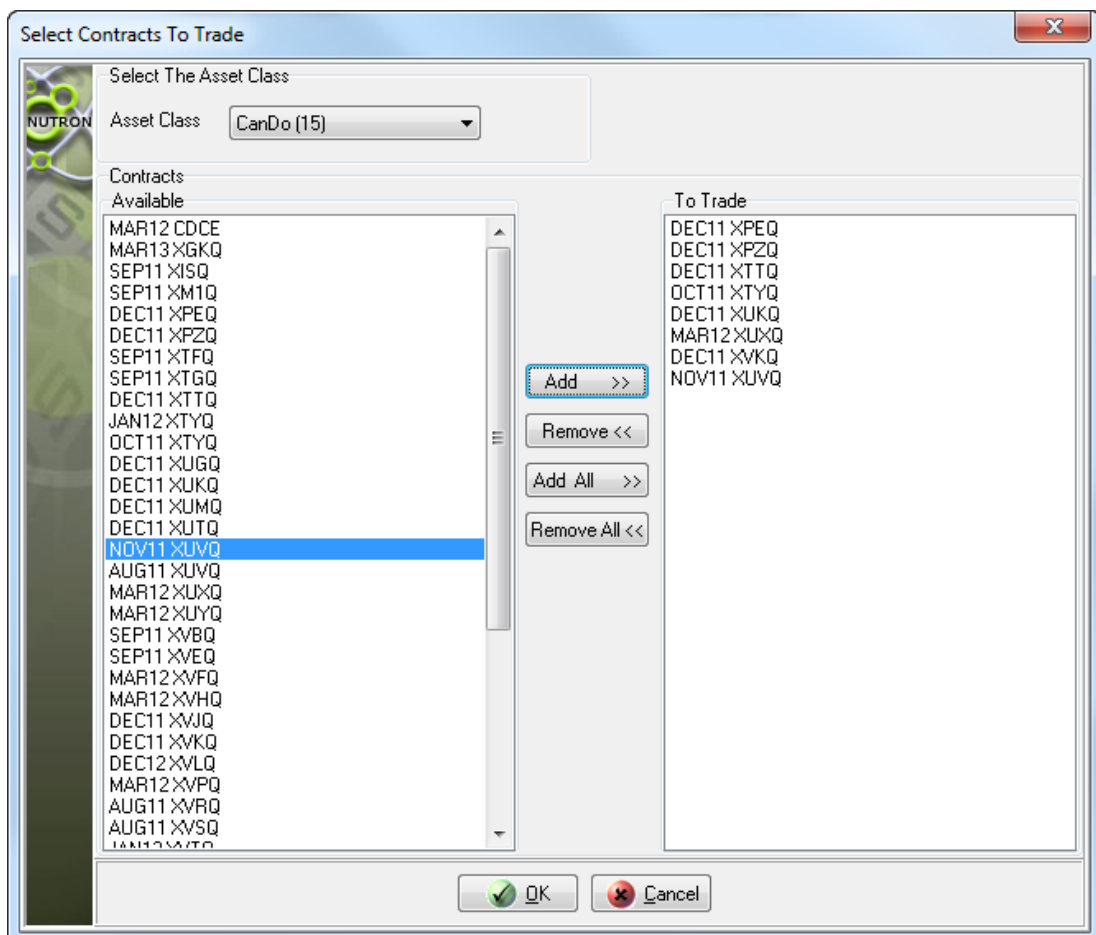 Select Contracts To Trade
NUTRON
Select The Asset Class
Asset Class CanDo (15)
Contracts
Available
MAR12 CDCE
MAR13 XGKQ
SEP11 XISQ
SEP11 XM1Q
DEC11 XPEQ
DEC11 XPZQ
SEP11 XTFQ
SEP11 XTGQ
DEC11 XTTQ
JAN12 XTYQ
OCT11 XTYQ
DEC11 XUGQ
DEC11 XUKQ
DEC11 XUMQ
DEC11 XUTQ
NOV11 XUVQ
AUG11 XUVQ
MAR12 XUXQ
MAR12 XUYQ
SEP11 XVBQ
SEP11 XVEQ
MAR12 XVFQ
MAR12 XVHQ
DEC11 XVJQ
DEC11 XVKQ
DEC12 XVLQ
MAR12 XVPQ
AUG11 XVRQ
AUG11 XVSQ
Add >>
Remove <<
Add All >>
Remove All <<
To Trade
DEC11 XPEQ
DEC11 XPZQ
DEC11 XTTQ
OCT11 XTYQ
DEC11 XUKQ
MAR12 XUXQ
DEC11 XVKQ
NOV11 XUVQ
OK
Cancel